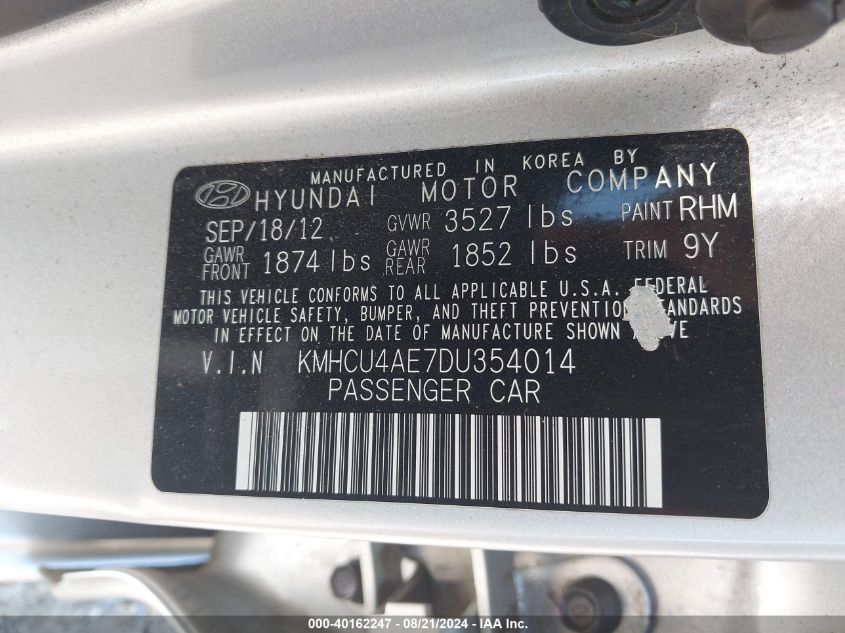 MANUFACTURED IN KOREA BY
HYUNDAI MOTOR COMPANY
SEP/18/12 GVWR 3527 lbs PAINT RHM
GAWR FRONT 1874 lbs GAWR REAR 1852 lbs TRIM 9Y
THIS VEHICLE CONFORMS TO ALL APPLICABLE U.S.A. FEDERAL
MOTOR VEHICLE SAFETY, BUMPER, AND THEFT PREVENTION STANDARDS
IN EFFECT ON THE DATE OF MANUFACTURE SHOWN
V.I.N KMHCU4AE7DU354014
PASSENGER CAR
000-40162247 - 08/21/2024 - IAA Inc.